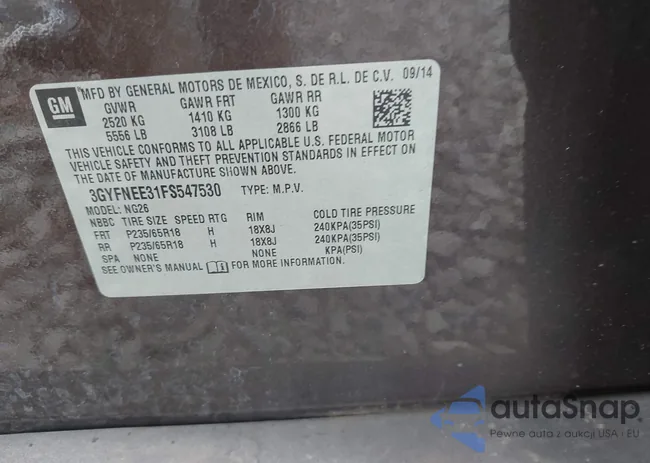 GM
MFD BY GENERAL MOTORS DE MEXICO, S. DE R.L. DE C.V. 09/14
GVWR GAWR FRT GAWR RR
2520 KG 1410 KG 1300 KG
5556 LB 3108 LB 2866 LB
THIS VEHICLE CONFORMS TO ALL APPLICABLE U.S. FEDERAL MOTOR
VEHICLE SAFETY AND THEFT PREVENTION STANDARDS IN EFFECT ON
THE DATE OF MANUFACTURE SHOWN ABOVE.
3GYFNEE31FS547530 TYPE: M.P.V.
MODEL: NG26
NBBC TIRE SIZE SPEED RTG RIM COLD TIRE PRESSURE
FRT P235/65R18 H 18X8J 240KPA(35PSI)
RR P235/65R18 H 18X8J 240KPA(35PSI)
SPA NONE NONE KPA(PSI)
SEE OWNER'S MANUAL FOR MORE INFORMATION.
autoSnap.
Pewne auta z aukcji USA i EU